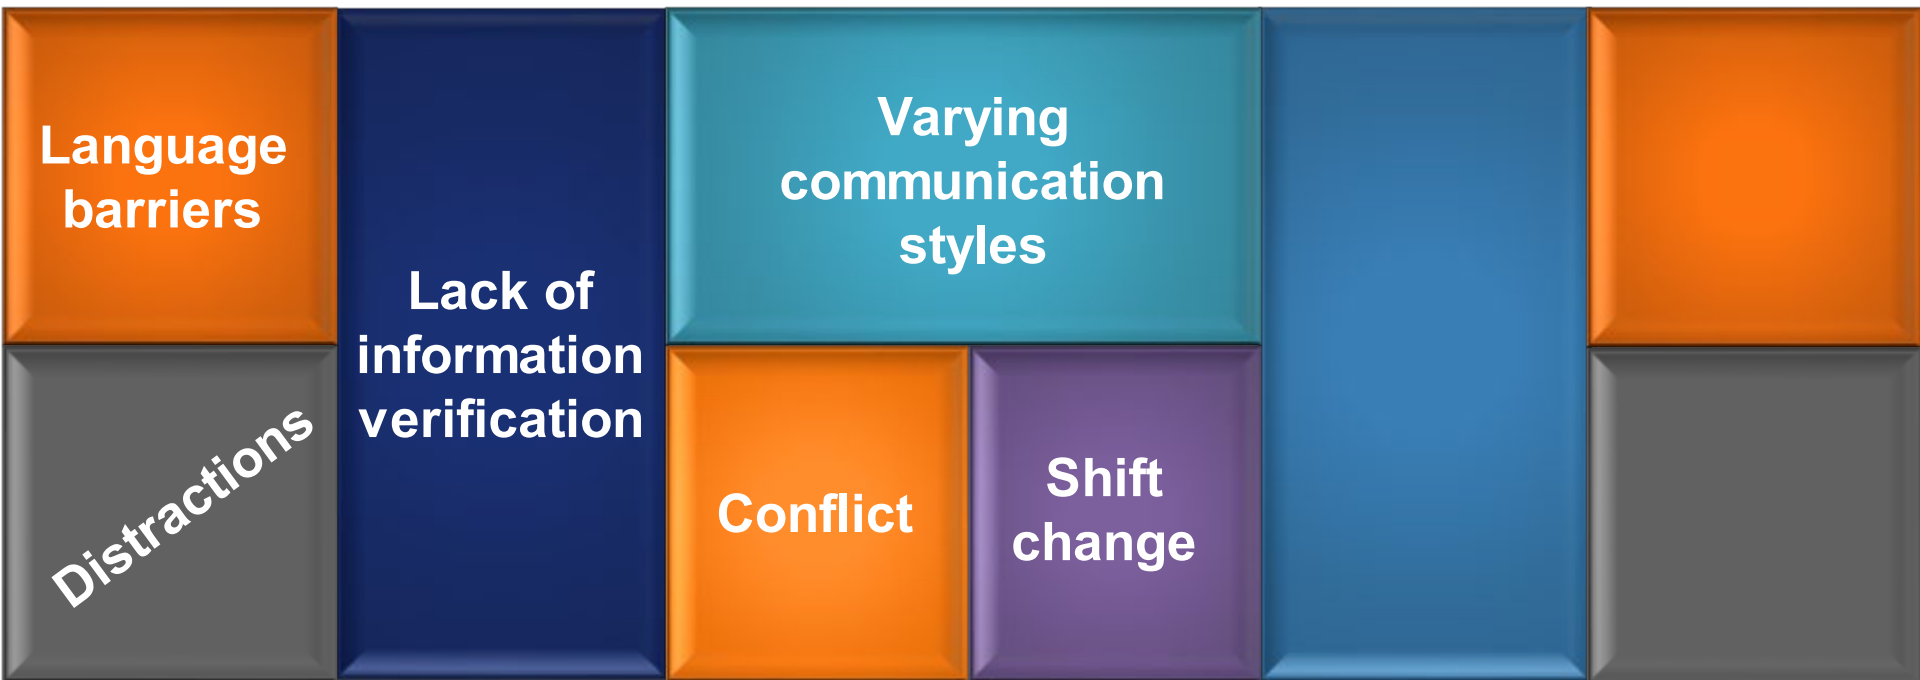 Language
barriers
Distractions
Lack of
information
verification
Varying
communication
styles
Conflict
Shift
change